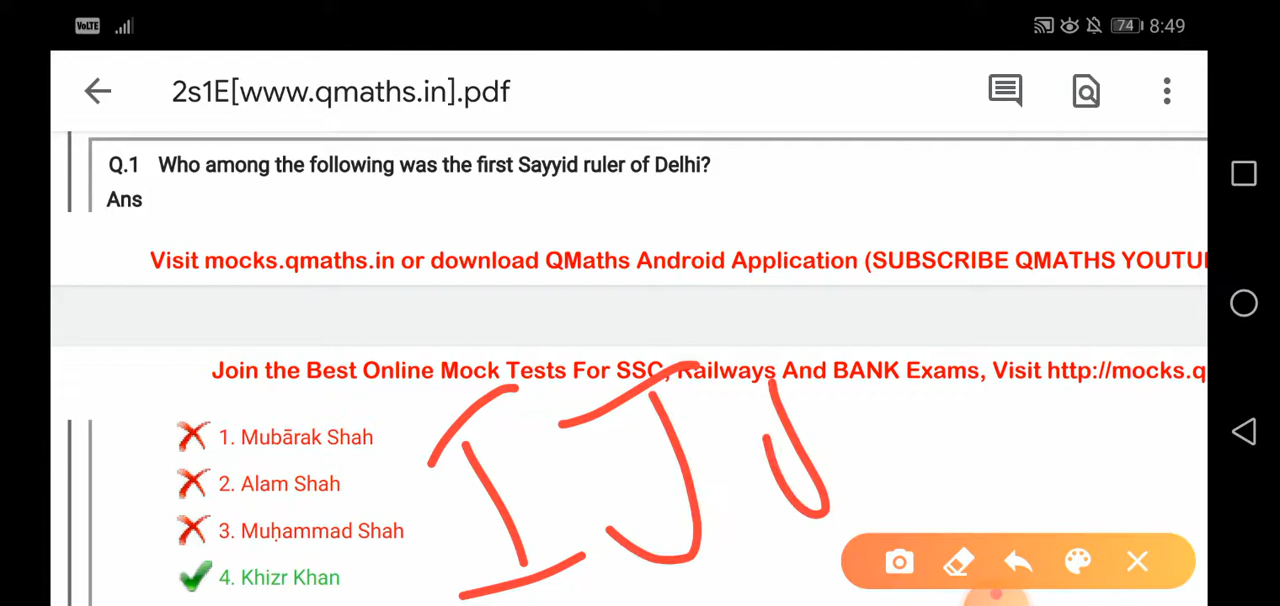 VoLTE 74 8:49
2s1E[www.qmaths.in].pdf
Q.1 Who among the following was the first Sayyid ruler of Delhi?
Ans
Visit mocks.qmaths.in or download QMaths Android Application (SUBSCRIBE QMATHS YOUTU
Join the Best Online Mock Tests For SSC, Railways And BANK Exams, Visit http://mocks.q
1. Mubārak Shah
2. Alam Shah
3. Muḥammad Shah
4. Khizr Khan
I J J